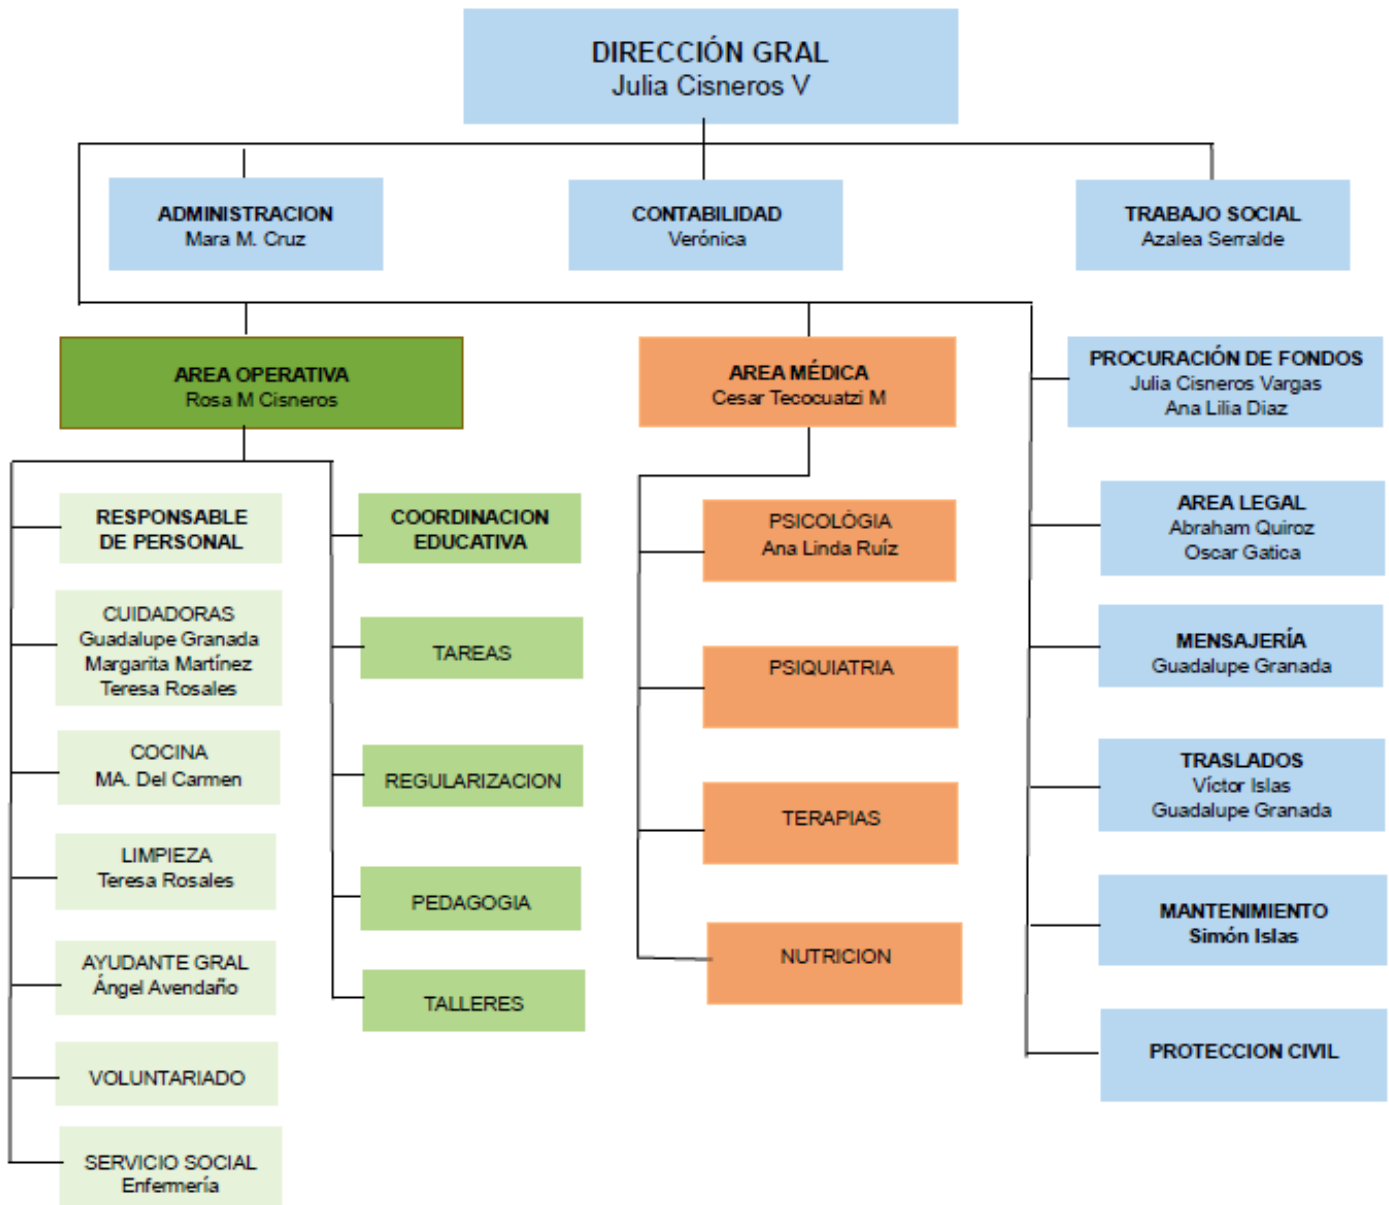 DIRECCIÓN GRAL
Julia Cisneros V
ADMINISTRACION
Mara M. Cruz
CONTABILIDAD
Verónica
TRABAJO SOCIAL
Azalea Serralde
AREA OPERATIVA
Rosa M Cisneros
AREA MÉDICA
Cesar Tecocuatzi M
PROCURACIÓN DE FONDOS
Julia Cisneros Vargas
Ana Lilia Diaz
RESPONSABLE
DE PERSONAL
CUIDADORAS
Guadalupe Granada
Margarita Martínez
Teresa Rosales
COCINA
MA. Del Carmen
LIMPIEZA
Teresa Rosales
AYUDANTE GRAL
Ángel Avendaño
VOLUNTARIADO
SERVICIO SOCIAL
Enfermería
COORDINACION
EDUCATIVA
TAREAS
REGULARIZACION
PEDAGOGIA
TALLERES
PSICOLÓGIA
Ana Linda Ruíz
PSIQUIATRIA
TERAPIAS
NUTRICION
AREA LEGAL
Abraham Quiroz
Oscar Gatica
MENSAJERÍA
Guadalupe Granada
TRASLADOS
Víctor Islas
Guadalupe Granada
MANTENIMIENTO
Simón Islas
PROTECCION CIVIL